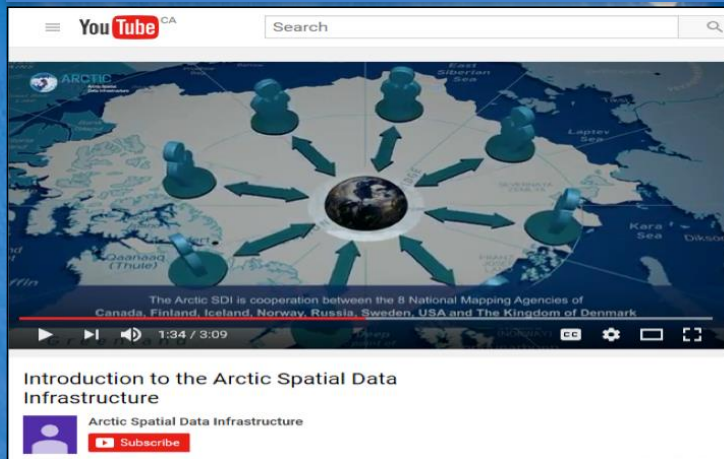 YouTube CA
Search
ARCTIC
East
Siberian
Sea
Laptev
Sea
Kara
Sea
Dikson
Qaanaaq
(Thule)
The Arctic SDI is cooperation between the 8 National Mapping Agencies of
Canada, Finland, Iceland, Norway, Russia, Sweden, USA and The Kingdom of Denmark
1:34 / 3:09
CC
Introduction to the Arctic Spatial Data
Infrastructure
Arctic Spatial Data Infrastructure
Subscribe